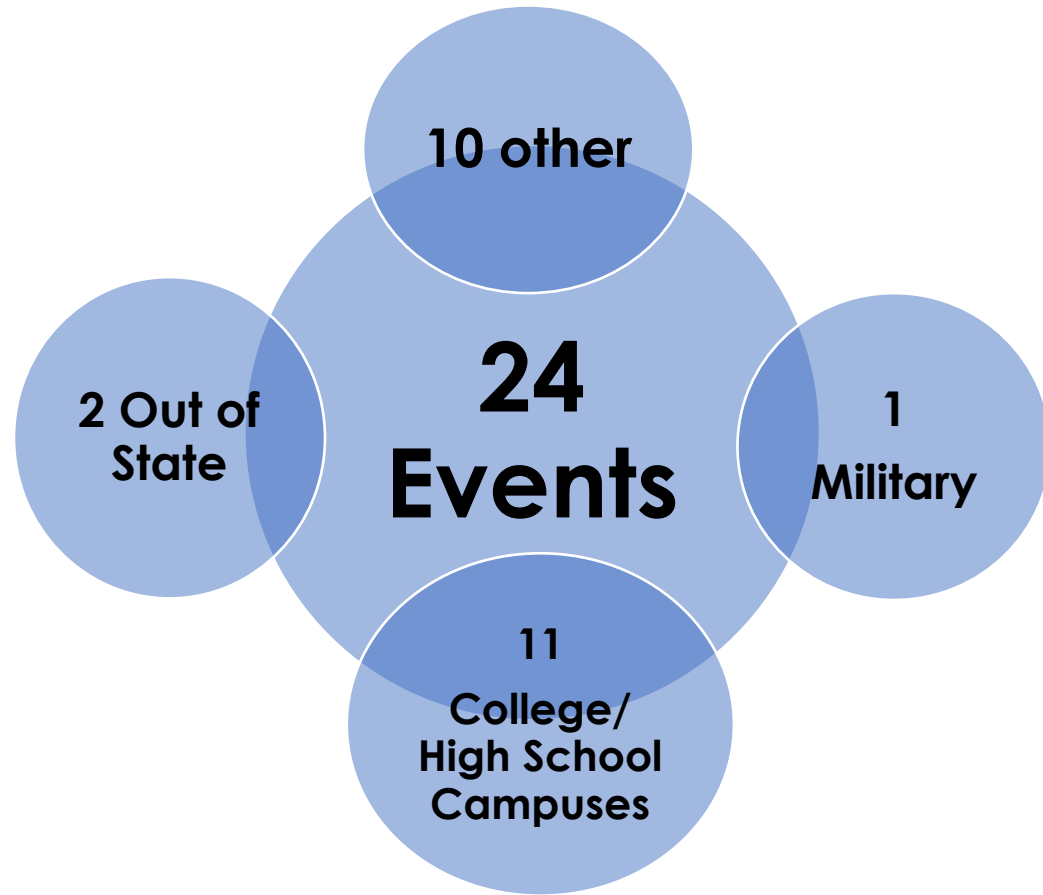 10 other
24
Events
2 Out of
State
1
Military
11
College/
High School
Campuses